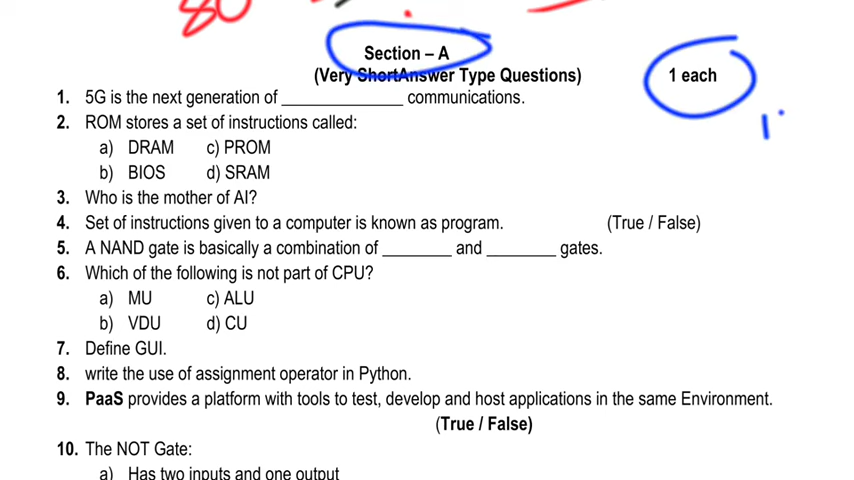 80
Section – A
(Very ShortAnswer Type Questions) 1 each
1. 5G is the next generation of ______________ communications.
2. ROM stores a set of instructions called:
a) DRAM c) PROM
b) BIOS d) SRAM
3. Who is the mother of AI?
4. Set of instructions given to a computer is known as program. (True / False)
5. A NAND gate is basically a combination of ________ and ________ gates.
6. Which of the following is not part of CPU?
a) MU c) ALU
b) VDU d) CU
7. Define GUI.
8. write the use of assignment operator in Python.
9. PaaS provides a platform with tools to test, develop and host applications in the same Environment.
(True / False)
10. The NOT Gate:
a) Has two inputs and one output